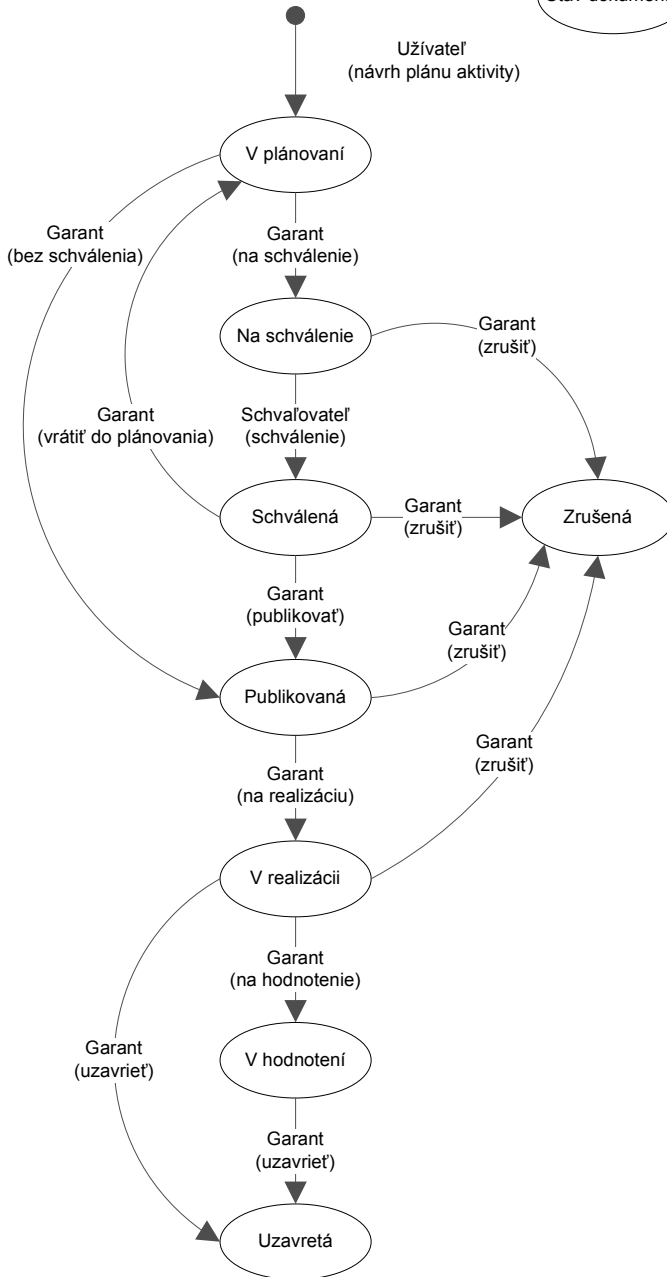 Užívateľ
(návrh plánu aktivity)
V plánovaní
Garant
(bez schválenia)
Garant
(na schválenie)
Na schválenie
Garant
(zrušiť)
Garant
(vrátiť do plánovania)
Schvaľovateľ
(schválenie)
Schválená
Garant
(zrušiť)
Zrušená
Garant
(publikovať)
Garant
(zrušiť)
Publikovaná
Garant
(zrušiť)
Garant
(na realizáciu)
V realizácii
Garant
(na hodnotenie)
Garant
(uzavrieť)
V hodnotení
Garant
(uzavrieť)
Uzavretá